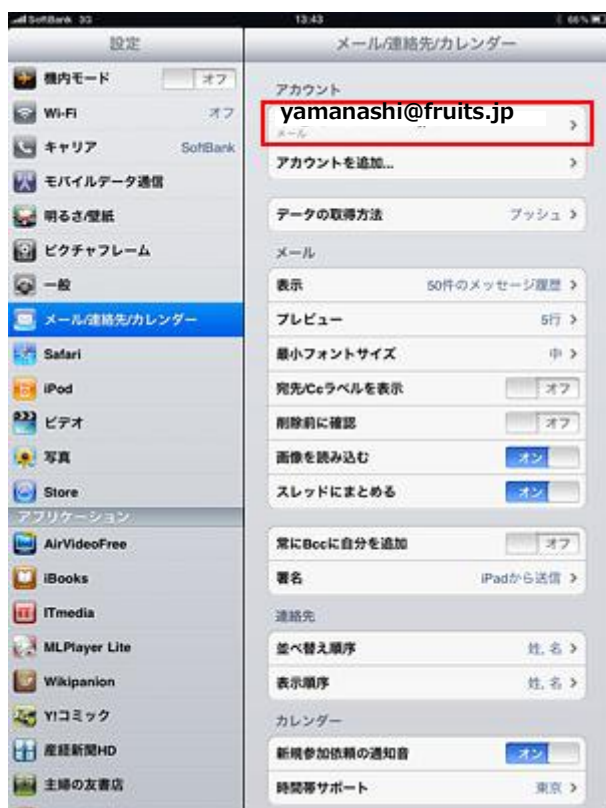 SoftBank 3G 13:43 66%
設定
機内モード オフ
Wi-Fi オフ
キャリア SoftBank
モバイルデータ通信
明るさ/壁紙
ピクチャフレーム
一般
メール/連絡先/カレンダー
Safari
iPod
ビデオ
写真
Store
アプリケーション
AirVideoFree
iBooks
ITmedia
MLPlayer Lite
Wikipanion
Y!コミック
産経新聞HD
主婦の友書店
メール/連絡先/カレンダー
アカウント
yamanashi@fruits.jp
メール
アカウントを追加...
データの取得方法 プッシュ
メール
表示 50件のメッセージ履歴
プレビュー 5行
最小フォントサイズ 中
宛先/Ccラベルを表示 オフ
削除前に確認 オフ
画像を読み込む オン
スレッドにまとめる オン
常にBccに自分を追加 オフ
署名 iPadから送信
連絡先
並べ替え順序 姓, 名
表示順序 姓, 名
カレンダー
新規参加依頼の通知音 オン
時間帯サポート 東京